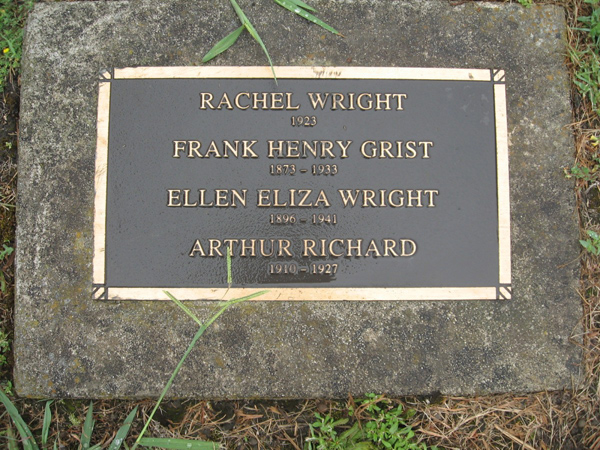 RACHEL WRIGHT
1923
FRANK HENRY GRIST
1873 - 1933
ELLEN ELIZA WRIGHT
1896 - 1941
ARTHUR RICHARD
1910 - 1927